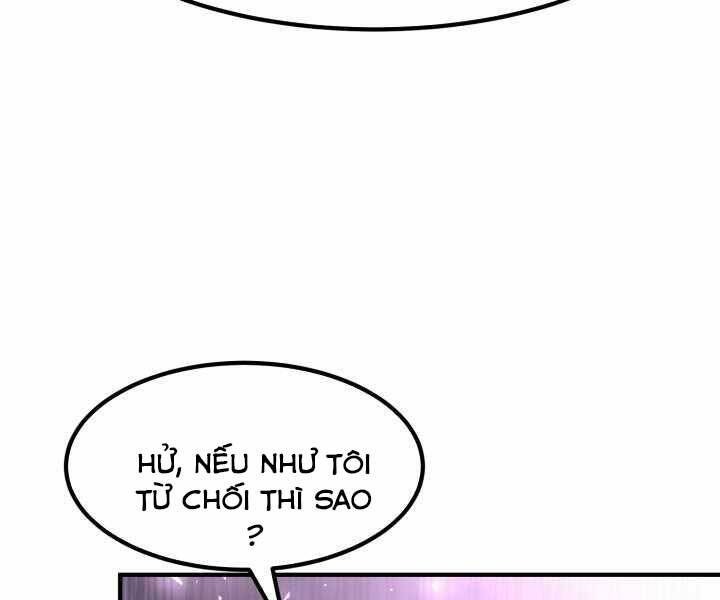 HỬ, NẾU NHƯ TÔI
TỪ CHỐI THÌ SAO
?